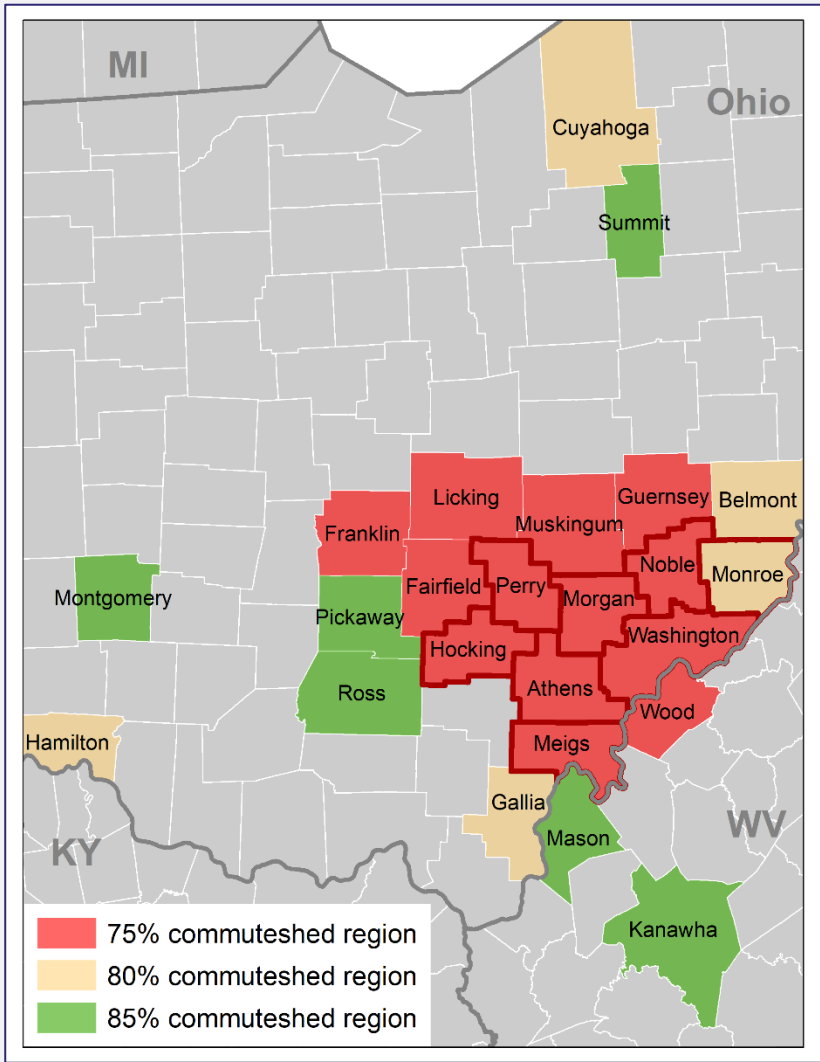 MI
Ohio
Cuyahoga
Summit
Licking
Guernsey
Belmont
Franklin
Muskingum
Noble
Monroe
Fairfield
Perry
Morgan
Montgomery
Pickaway
Washington
Hocking
Athens
Ross
Wood
Hamilton
Meigs
Gallia
Mason
WV
KY
Kanawha
75% commuteshed region
80% commuteshed region
85% commuteshed region